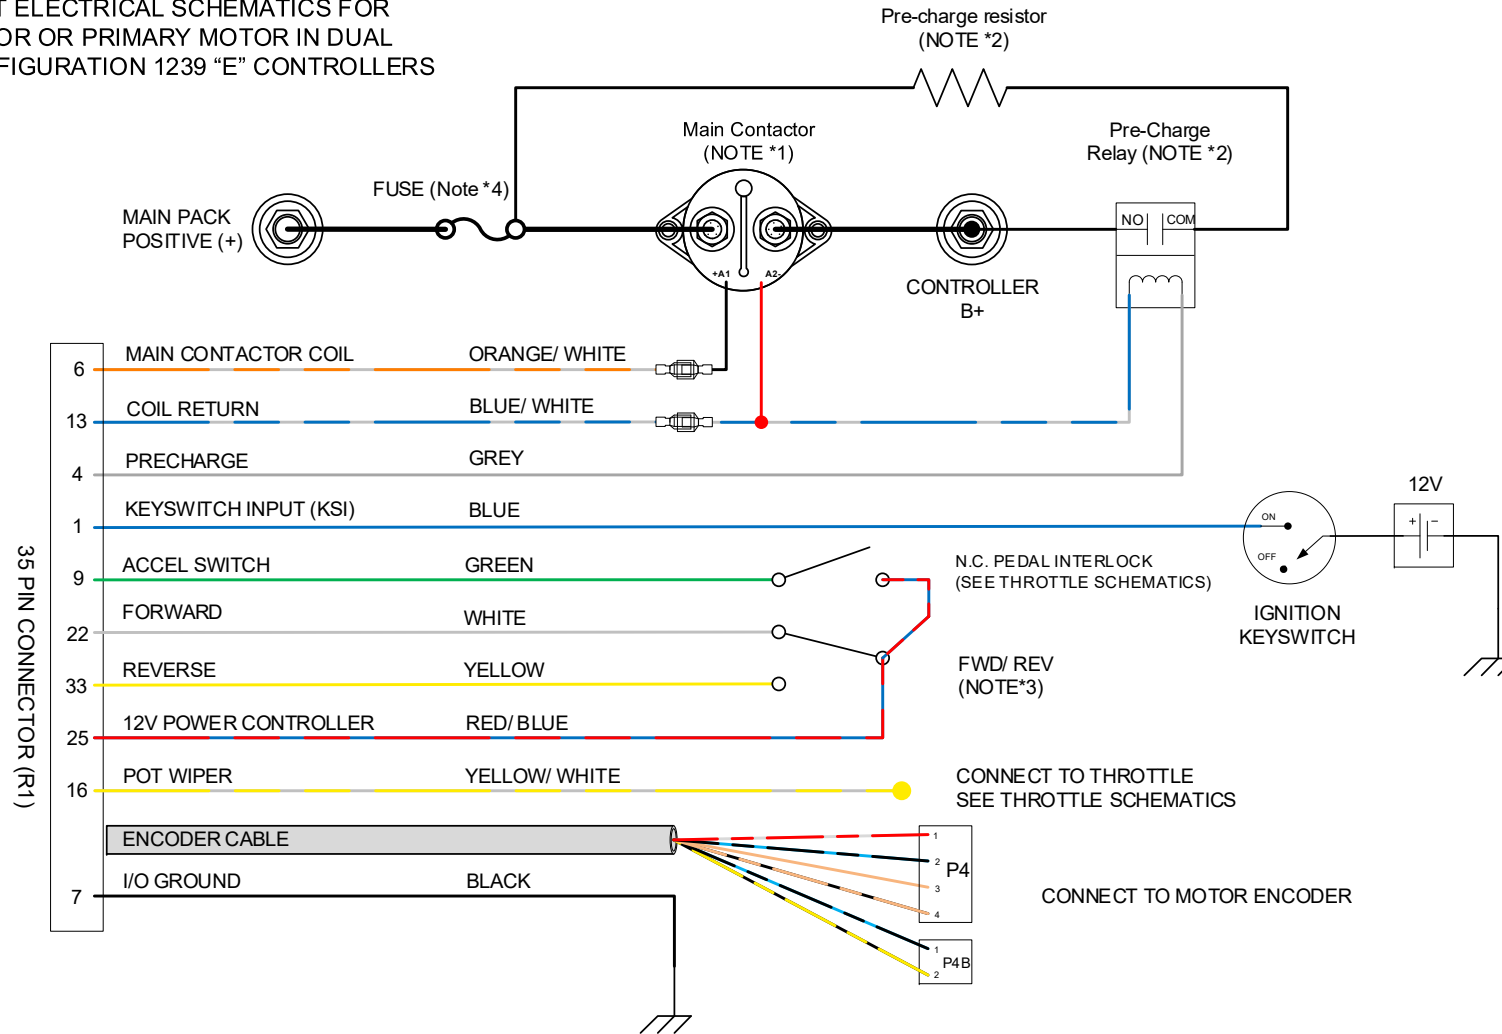 T ELECTRICAL SCHEMATICS FOR
OR OR PRIMARY MOTOR IN DUAL
FIGURATION 1239 “E” CONTROLLERS
Pre-charge resistor
(NOTE *2)
Main Contactor
(NOTE *1)
Pre-Charge
Relay (NOTE *2)
FUSE (Note *4)
MAIN PACK
POSITIVE (+)
NO
COM
+A1
A2-
CONTROLLER
B+
35 PIN CONNECTOR (R1)
6 MAIN CONTACTOR COIL ORANGE/ WHITE
13 COIL RETURN BLUE/ WHITE
4 PRECHARGE GREY
1 KEYSWITCH INPUT (KSI) BLUE
12V
+ −
ON
OFF
IGNITION
KEYSWITCH
9 ACCEL SWITCH GREEN
N.C. PEDAL INTERLOCK
(SEE THROTTLE SCHEMATICS)
22 FORWARD WHITE
33 REVERSE YELLOW
FWD/ REV
(NOTE*3)
25 12V POWER CONTROLLER RED/ BLUE
16 POT WIPER YELLOW/ WHITE
CONNECT TO THROTTLE
SEE THROTTLE SCHEMATICS
ENCODER CABLE
1
2
3
4
P4
CONNECT TO MOTOR ENCODER
7 I/O GROUND BLACK
1
2
P4B